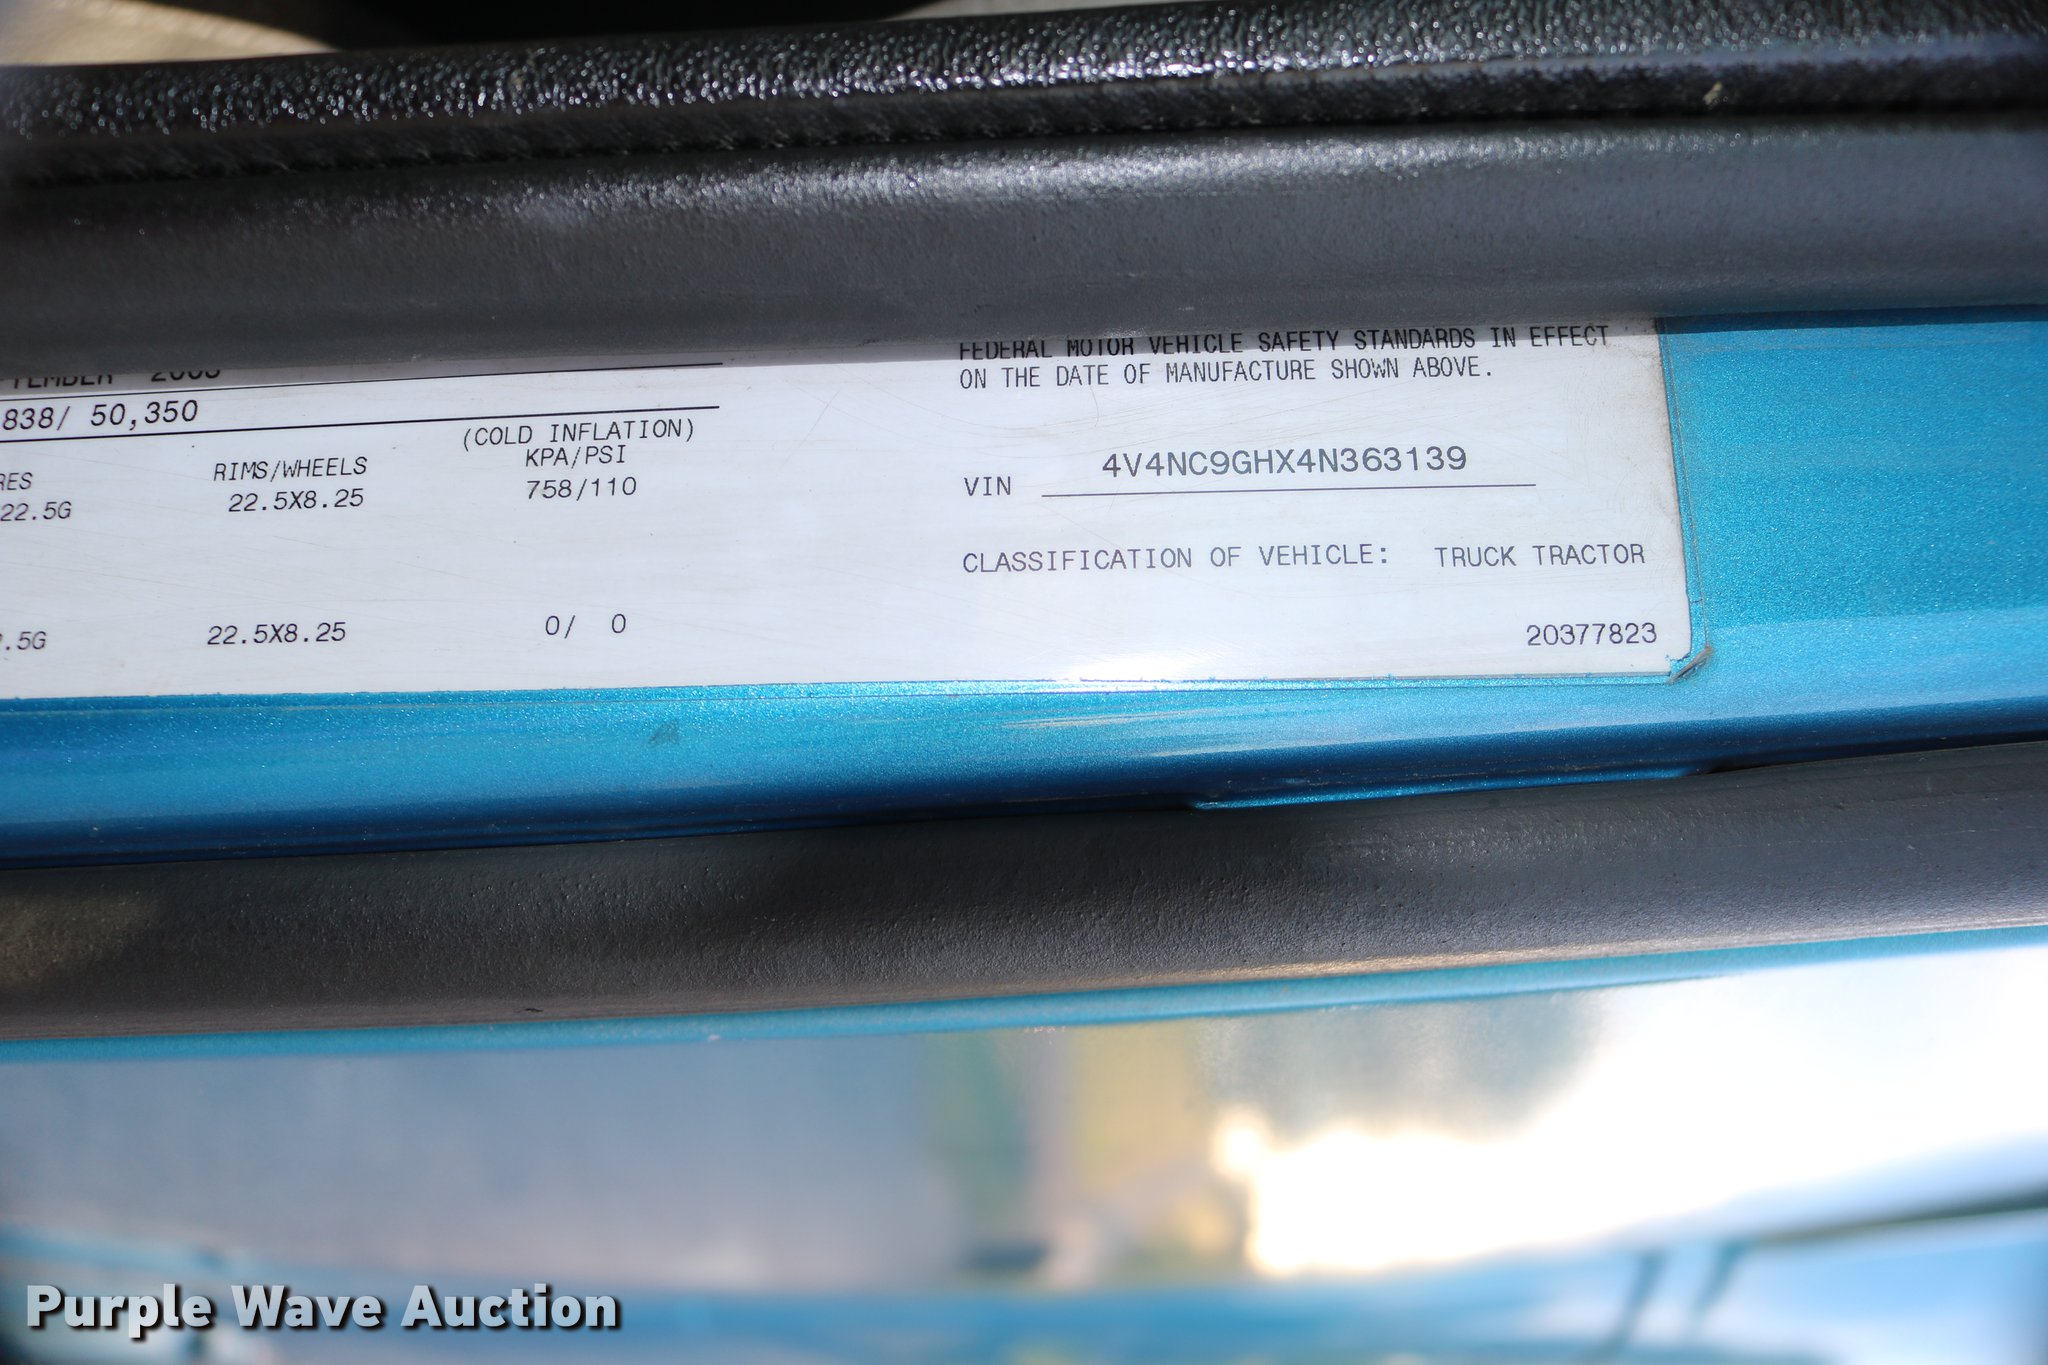 FEDERAL MOTOR VEHICLE SAFETY STANDARDS IN EFFECT
ON THE DATE OF MANUFACTURE SHOWN ABOVE.
838/ 50,350
(COLD INFLATION)
RIMS/WHEELS KPA/PSI
22.5G 22.5X8.25 758/110
VIN 4V4NC9GHX4N363139
CLASSIFICATION OF VEHICLE: TRUCK TRACTOR
.5G 22.5X8.25 0/ 0
20377823
Purple Wave Auction